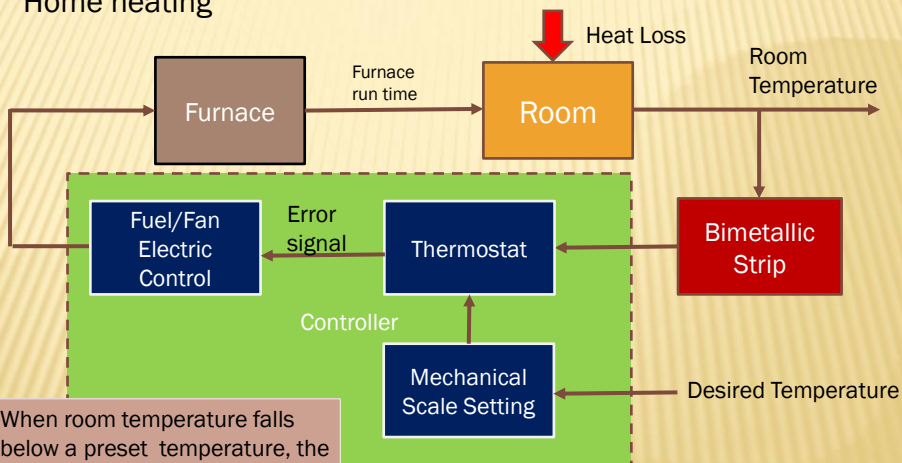 Home heating
Heat Loss
Room
Temperature
Furnace
run time
Furnace
Room
Fuel/Fan
Electric
Control
Error
signal
Thermostat
Bimetallic
Strip
Controller
Mechanical
Scale Setting
Desired Temperature
When room temperature falls
below a preset temperature, the